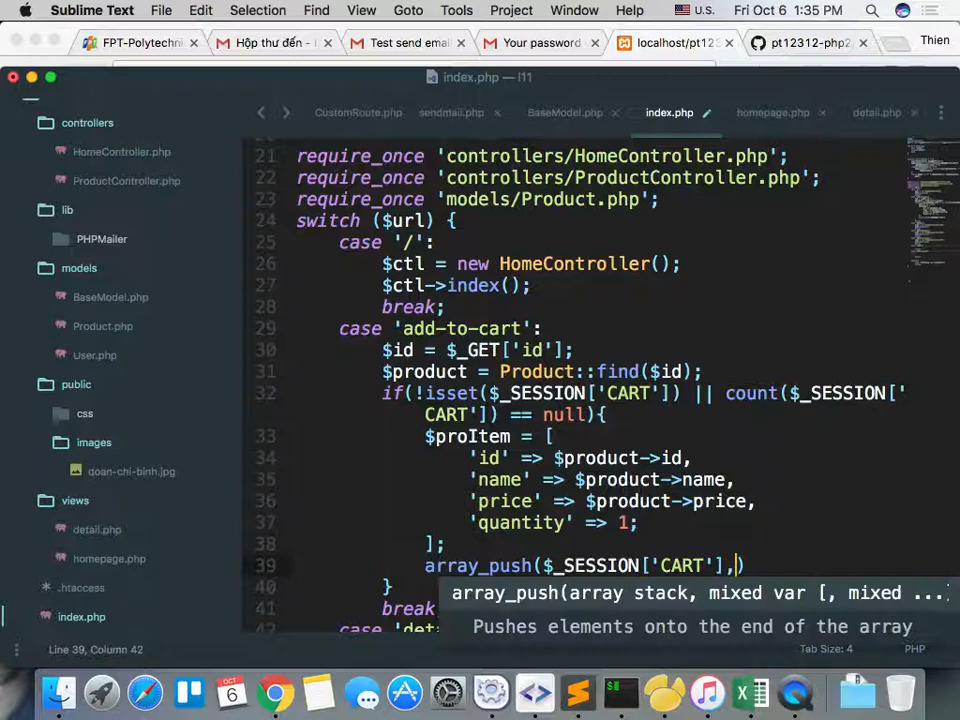 Sublime Text File Edit Selection Find View Goto Tools Project Window Help U.S. Fri Oct 6 1:35 PM
FPT-Polytechni Hộp thư đến - Test send emai Your password localhost/pt123 pt12312-php2 Thien
index.php — l11
CustomRoute.php sendmail.php BaseModel.php index.php homepage.php detail.php
controllers
HomeController.php
ProductController.php
lib
PHPMailer
models
BaseModel.php
Product.php
User.php
public
css
images
doan-chi-binh.jpg
views
detail.php
homepage.php
.htaccess
index.php
21 require_once 'controllers/HomeController.php';
22 require_once 'controllers/ProductController.php';
23 require_once 'models/Product.php';
24 switch ($url) {
25 case '/':
26 $ctl = new HomeController();
27 $ctl->index();
28 break;
29 case 'add-to-cart':
30 $id = $_GET['id'];
31 $product = Product::find($id);
32 if(!isset($_SESSION['CART']) || count($_SESSION['
CART']) == null){
33 $proItem = [
34 'id' => $product->id,
35 'name' => $product->name,
36 'price' => $product->price,
37 'quantity' => 1;
38 ];
39 array_push($_SESSION['CART'],)
40 }
41 break
42 case 'det
array_push(array stack, mixed var [, mixed ...]
Pushes elements onto the end of the array
Line 39, Column 42 Tab Size: 4 PHP
OCT
6